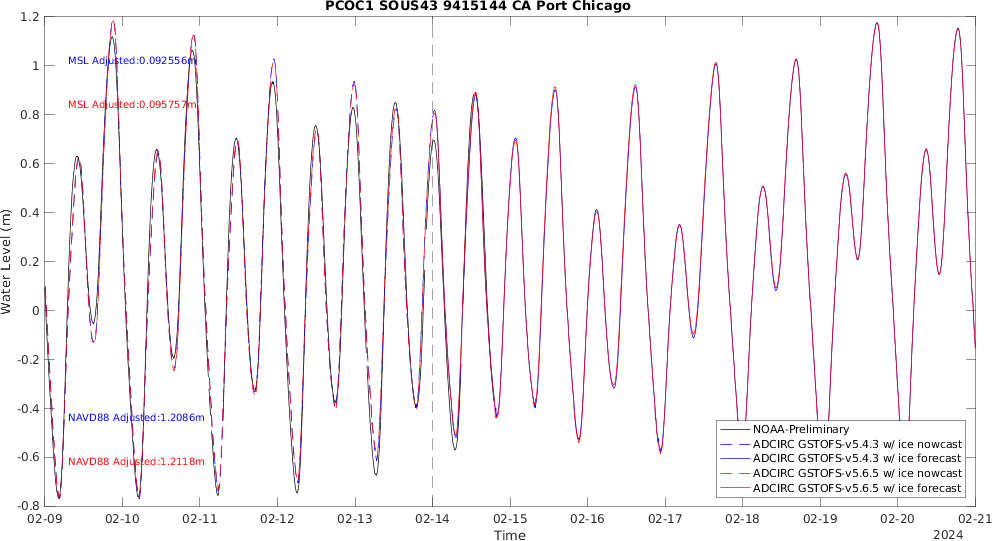 PCOC1 SOUS43 9415144 CA Port Chicago
1.2
1
0.8
0.6
0.4
0.2
0
-0.2
-0.4
-0.6
-0.8
Water Level (m)
MSL Adjusted:0.092556m
MSL Adjusted:0.095757m
NAVD88 Adjusted:1.2086m
NAVD88 Adjusted:1.2118m
NOAA-Preliminary
ADCIRC GSTOFS-v5.4.3 w/ ice nowcast
ADCIRC GSTOFS-v5.4.3 w/ ice forecast
ADCIRC GSTOFS-v5.6.5 w/ ice nowcast
ADCIRC GSTOFS-v5.6.5 w/ ice forecast
02-09 02-10 02-11 02-12 02-13 02-14 02-15 02-16 02-17 02-18 02-19 02-20 02-21
Time
2024